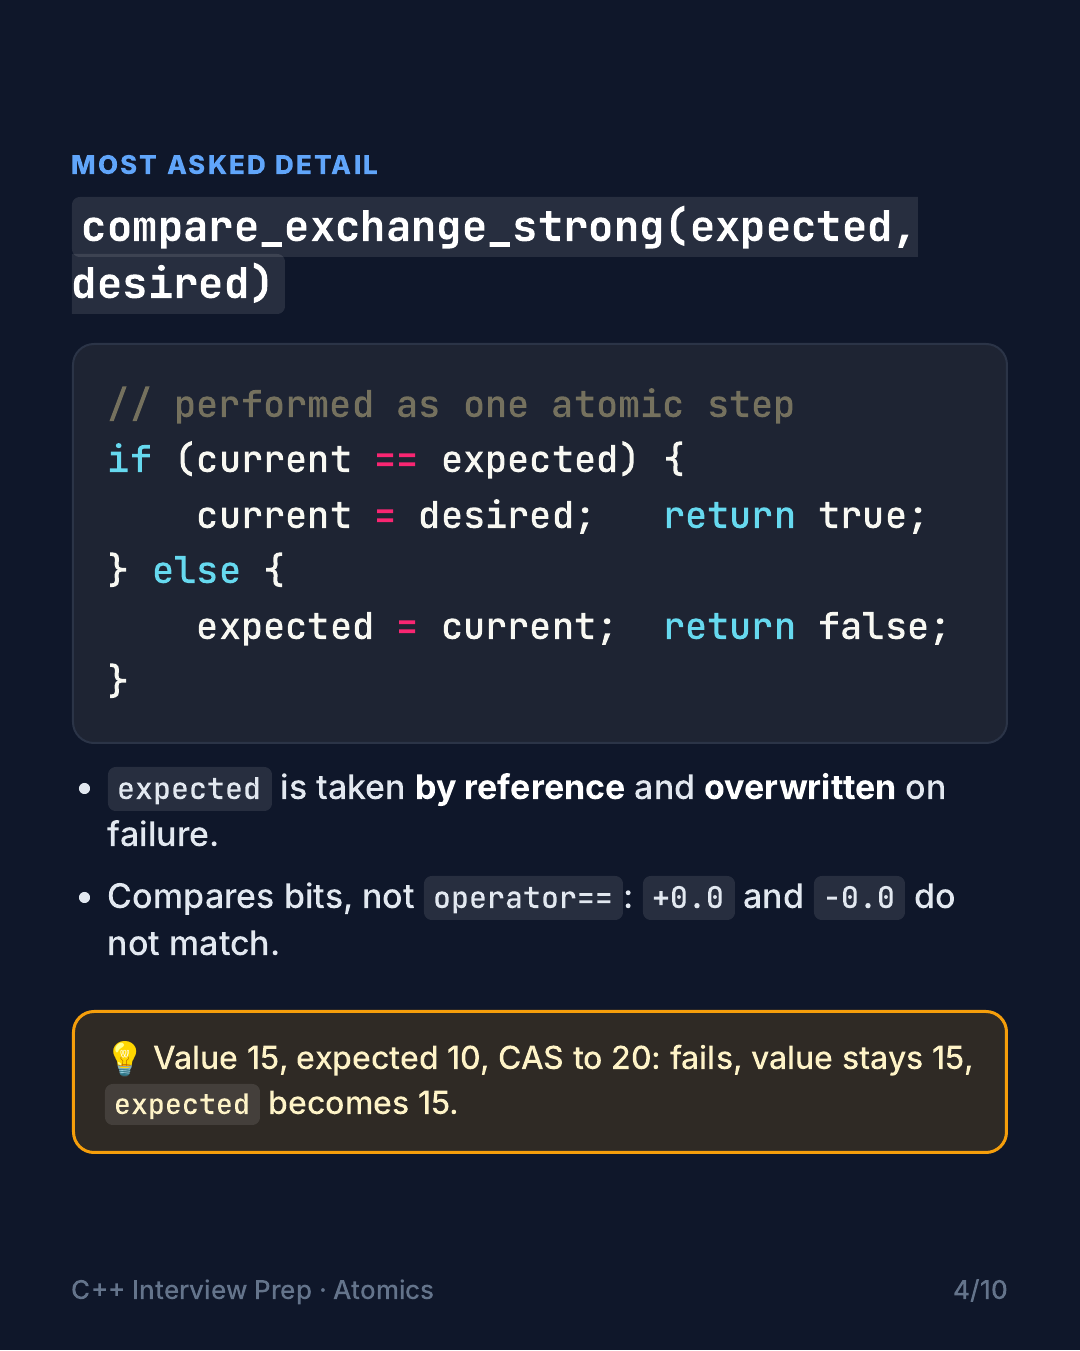 MOST ASKED DETAIL
compare_exchange_strong(expected,
desired)
// performed as one atomic step
if (current == expected) {
    current = desired;   return true;
} else {
    expected = current;  return false;
}
• expected is taken by reference and overwritten on
failure.
• Compares bits, not operator==: +0.0 and -0.0 do
not match.
💡 Value 15, expected 10, CAS to 20: fails, value stays 15,
expected becomes 15.
C++ Interview Prep · Atomics
4/10